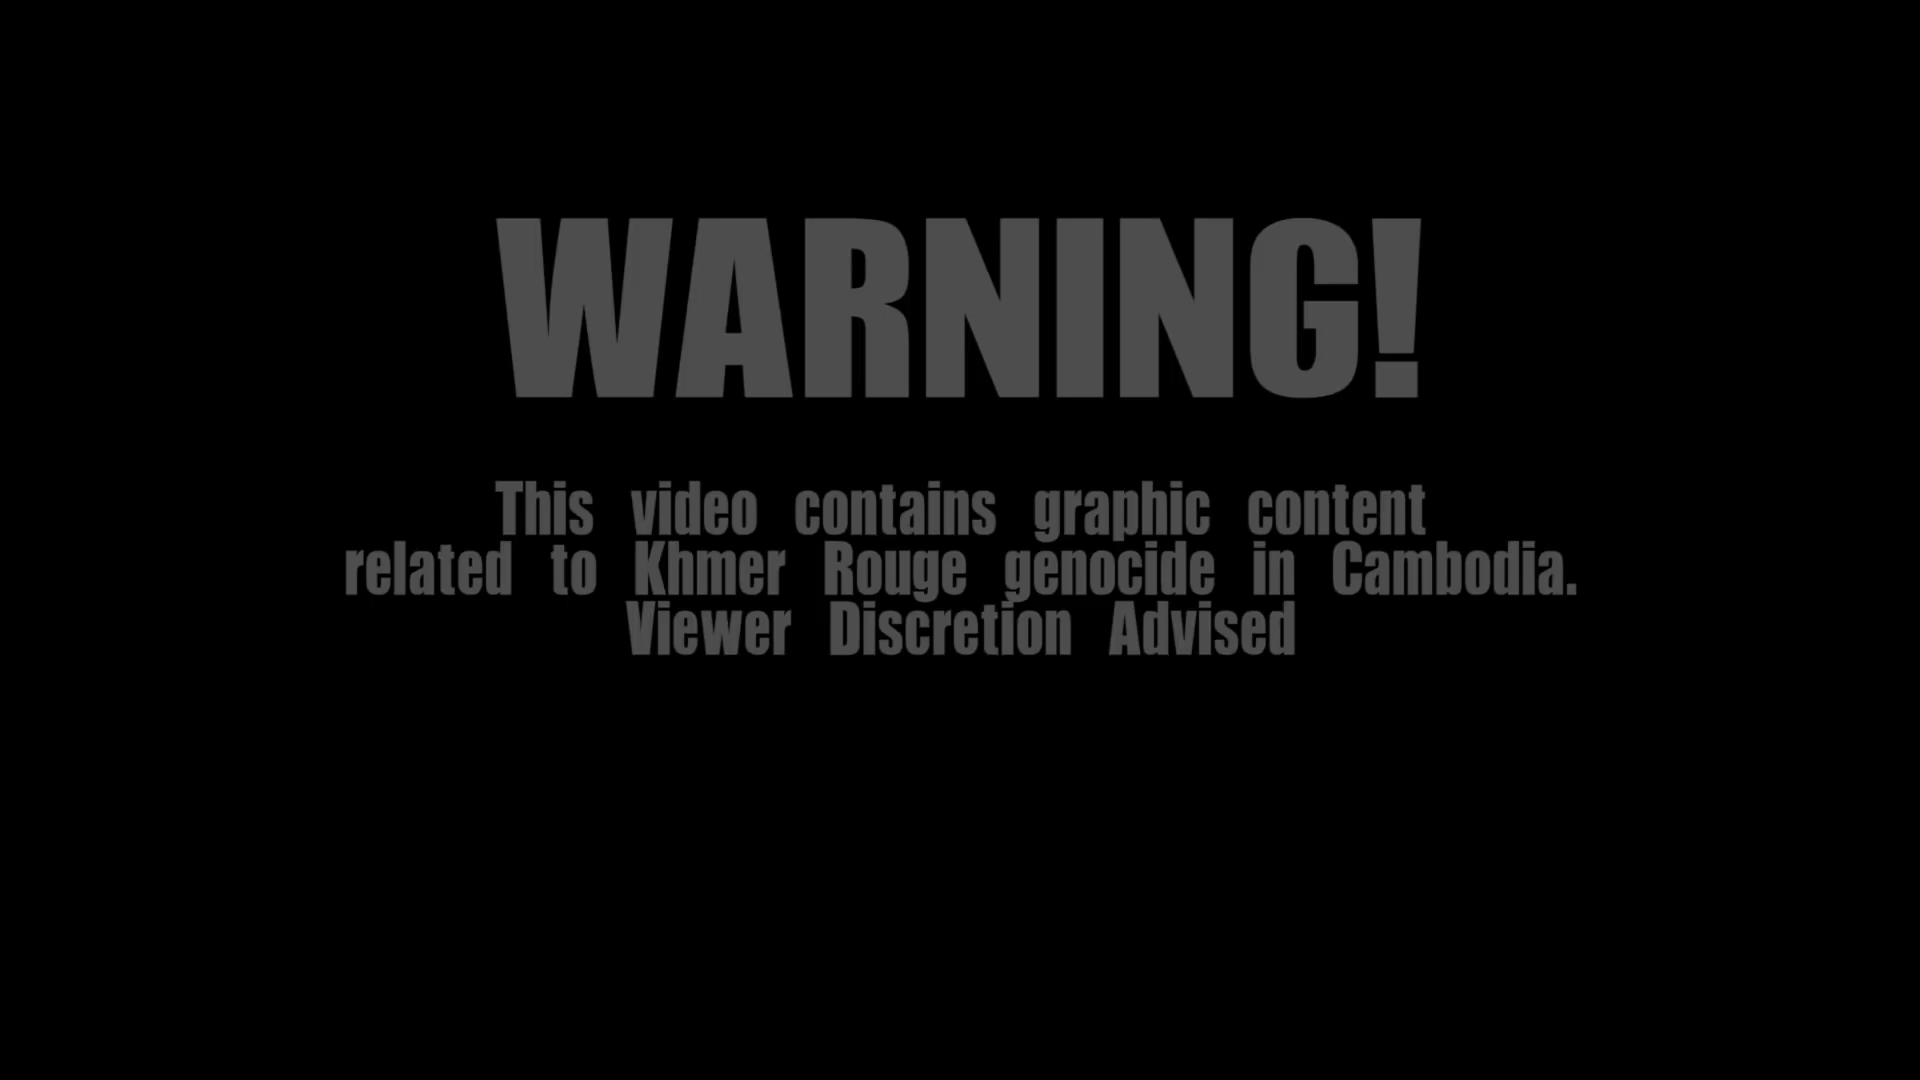 WARNING!
This video contains graphic content
related to Khmer Rouge genocide in Cambodia.
Viewer Discretion Advised